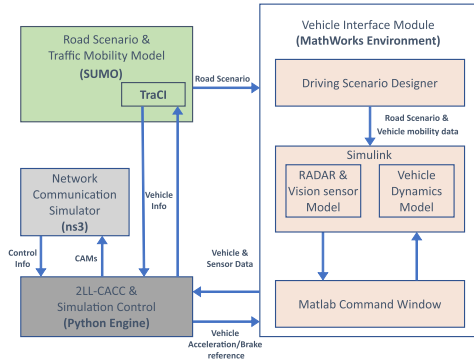 Road Scenario &
Traffic Mobility Model
(SUMO)
TraCI
Road Scenario
Vehicle Interface Module
(MathWorks Environment)
Driving Scenario Designer
Road Scenario &
Vehicle mobility data
Simulink
RADAR &
Vision sensor
Model
Vehicle
Dynamics
Model
Network
Communication
Simulator
(ns3)
Vehicle
Info
Control
Info
CAMs
Vehicle &
Sensor Data
2LL-CACC &
Simulation Control
(Python Engine)
Matlab Command Window
Vehicle
Acceleration/Brake
reference